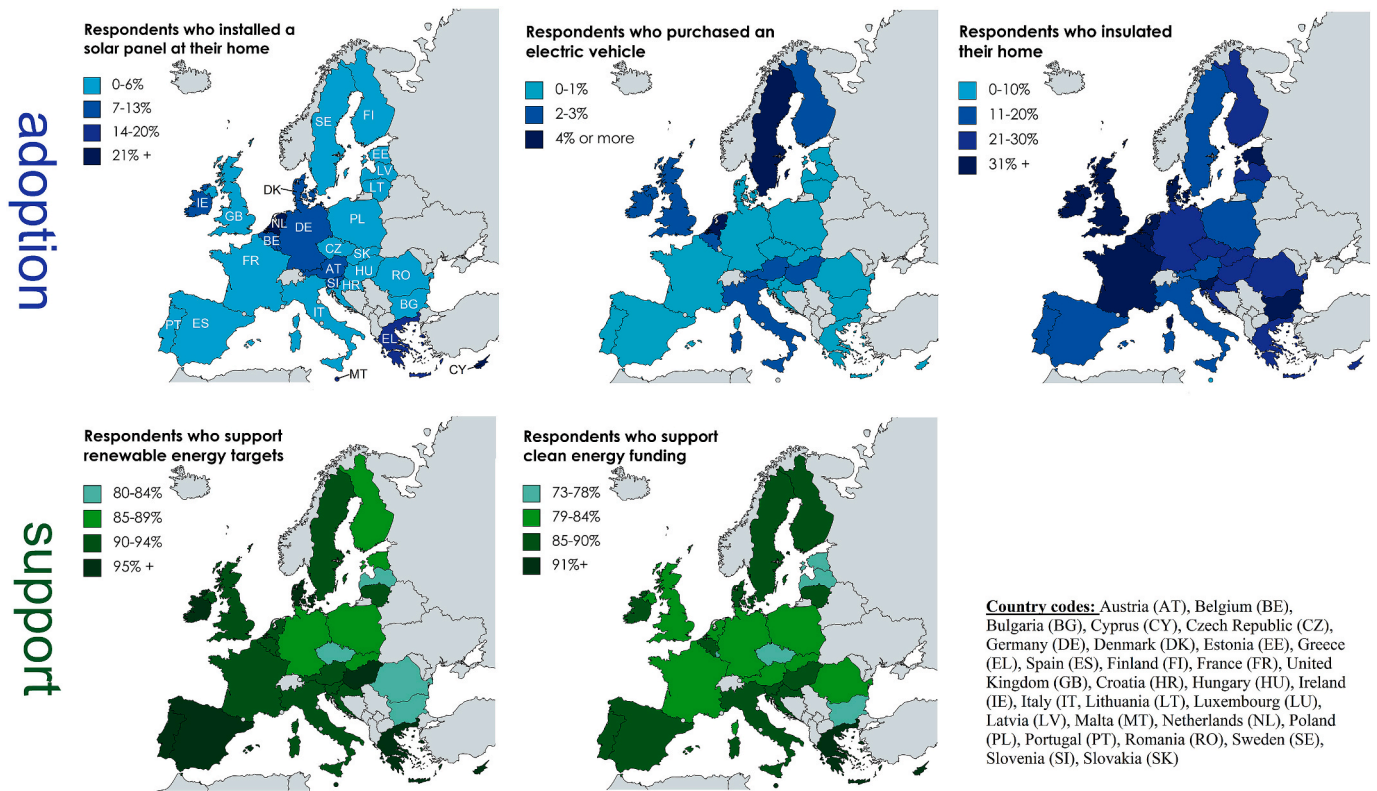 adoption
Respondents who installed a
solar panel at their home
0-6%
7-13%
14-20%
21% +
SE
FI
EE
LV
LT
DK
IE
GB
NL
DE
PL
BE
CZ
SK
FR
AT
HU
RO
SI
HR
IT
BG
PT
ES
EL
MT
CY
Respondents who purchased an
electric vehicle
0-1%
2-3%
4% or more
Respondents who insulated
their home
0-10%
11-20%
21-30%
31% +
support
Respondents who support
renewable energy targets
80-84%
85-89%
90-94%
95% +
Respondents who support
clean energy funding
73-78%
79-84%
85-90%
91%+
Country codes: Austria (AT), Belgium (BE),
Bulgaria (BG), Cyprus (CY), Czech Republic (CZ),
Germany (DE), Denmark (DK), Estonia (EE), Greece
(EL), Spain (ES), Finland (FI), France (FR), United
Kingdom (GB), Croatia (HR), Hungary (HU), Ireland
(IE), Italy (IT, Lithuania (LT), Luxembourg (LU),
Latvia (LV), Malta (MT), Netherlands (NL), Poland
(PL), Portugal (PT), Romania (RO), Sweden (SE),
Slovenia (SI), Slovakia (SK)